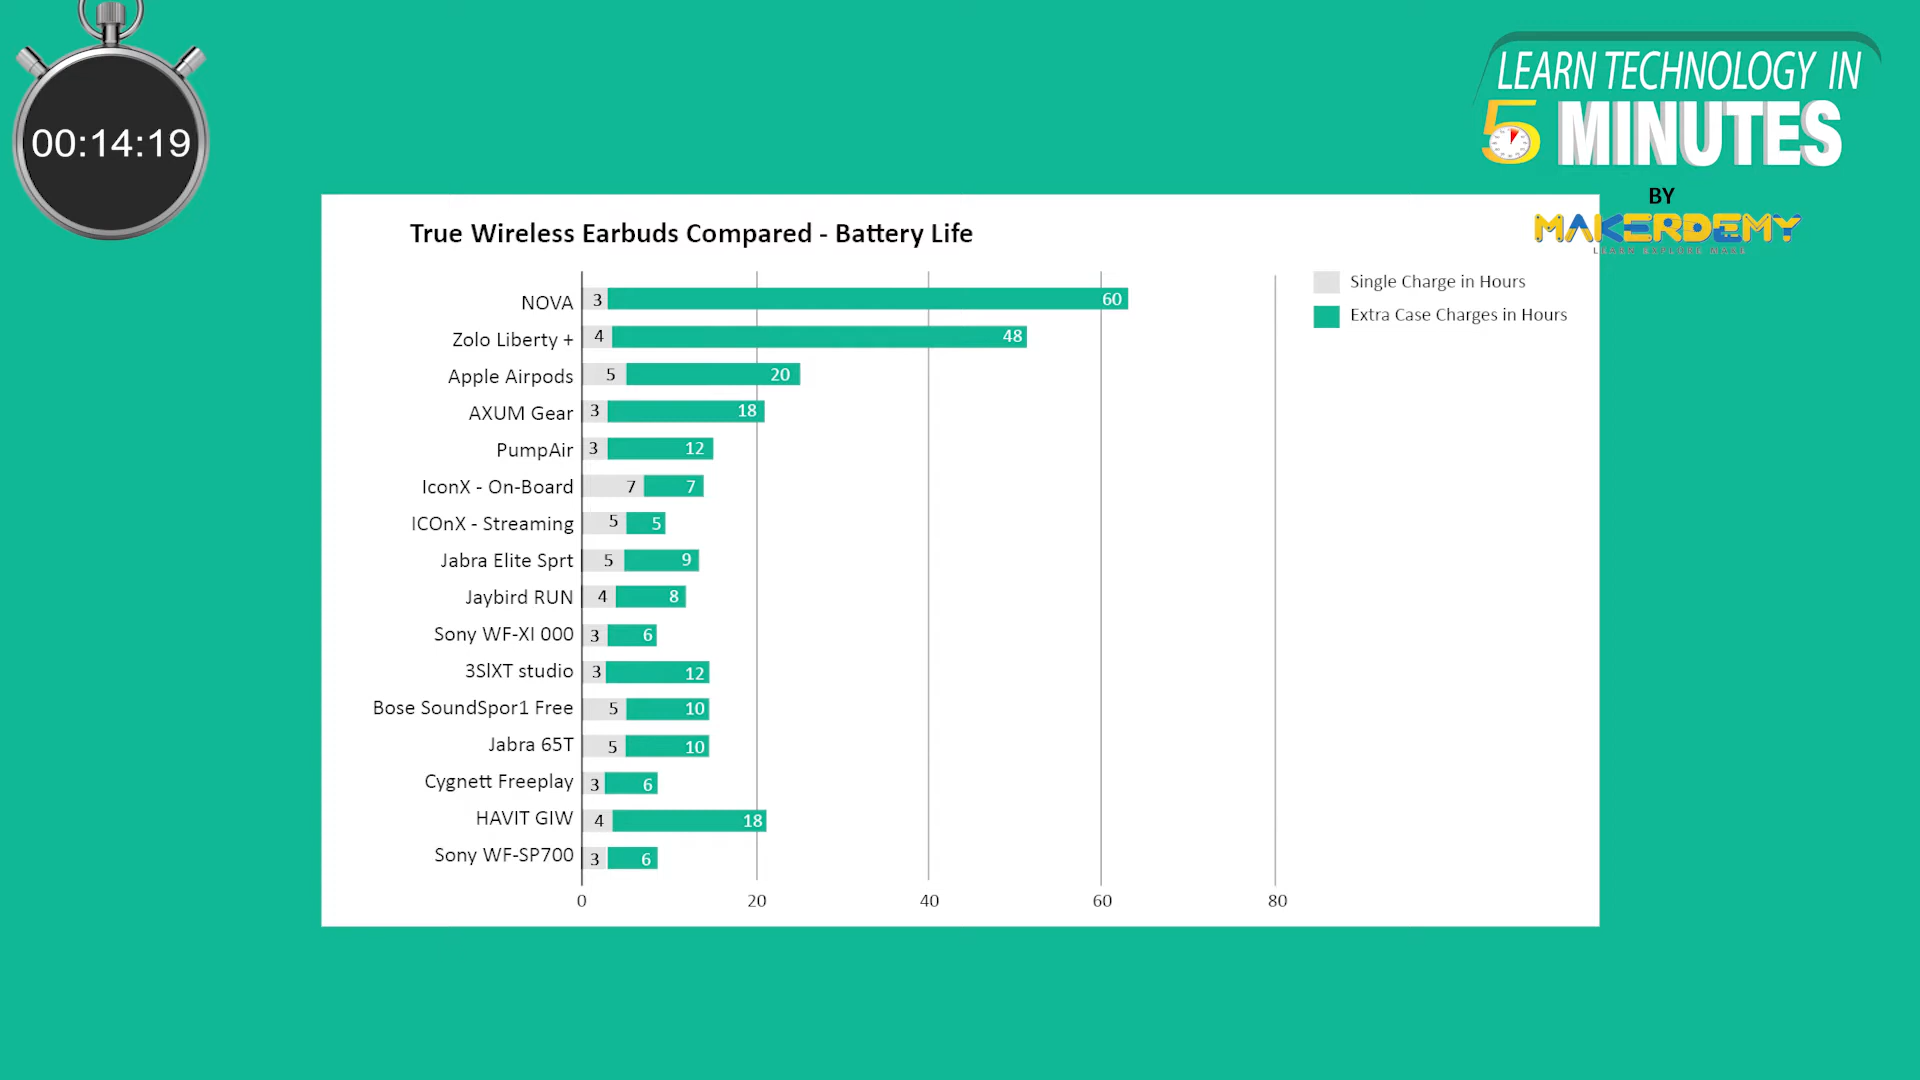 00:14:19
LEARN TECHNOLOGY IN
5 MINUTES
BY
MAKERDEMY
LEARN EXPLORE MAKE
True Wireless Earbuds Compared - Battery Life
Single Charge in Hours
Extra Case Charges in Hours
NOVA 3 60
Zolo Liberty + 4 48
Apple Airpods 5 20
AXUM Gear 3 18
PumpAir 3 12
IconX - On-Board 7 7
ICOnX - Streaming 5 5
Jabra Elite Sprt 5 9
Jaybird RUN 4 8
Sony WF-XI 000 3 6
3SlXT studio 3 12
Bose SoundSpor1 Free 5 10
Jabra 65T 5 10
Cygnett Freeplay 3 6
HAVIT GIW 4 18
Sony WF-SP700 3 6
0 20 40 60 80